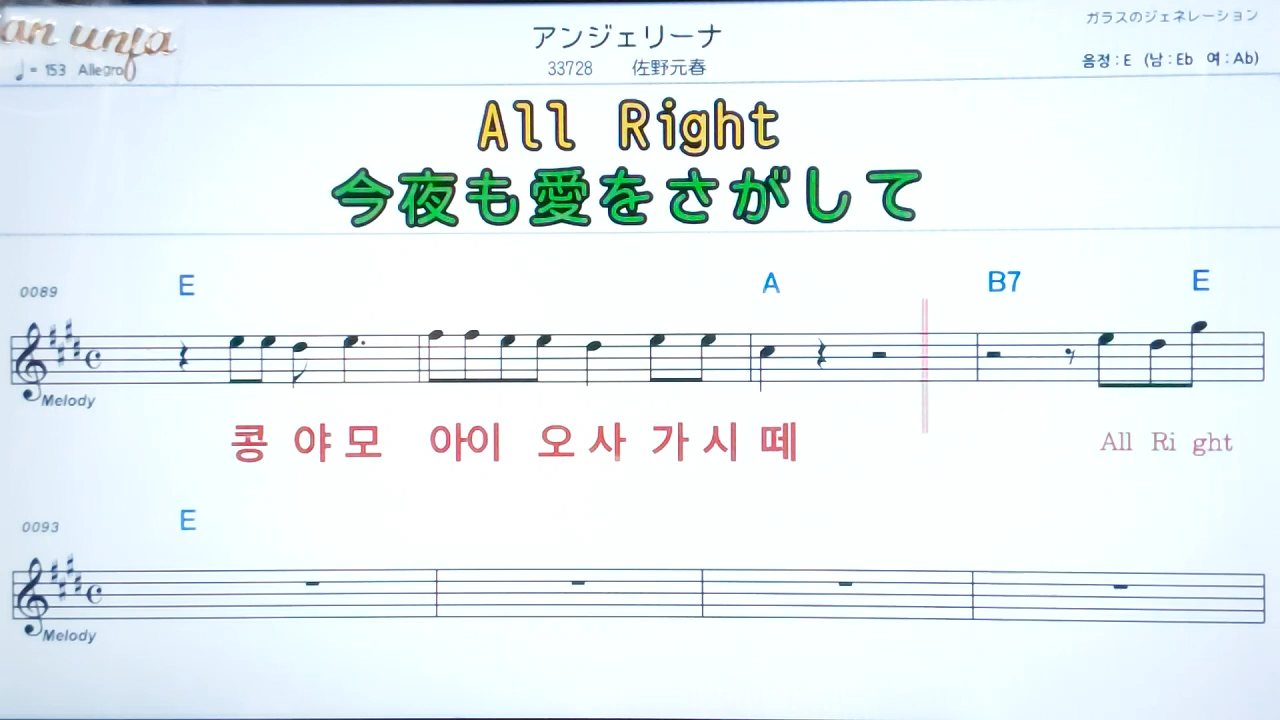 an unfa
アンジェリーナ
ガラスのジェネレーション
♩= 153 Allegro
33728 佐野元春
음정 : E (남 : Eb 여 : Ab)
All Right
今夜も愛をさがして
0089 E A B7 E
Melody
콩 야 모 아이 오 사 가 시 떼 All Ri ght
0093 E
Melody